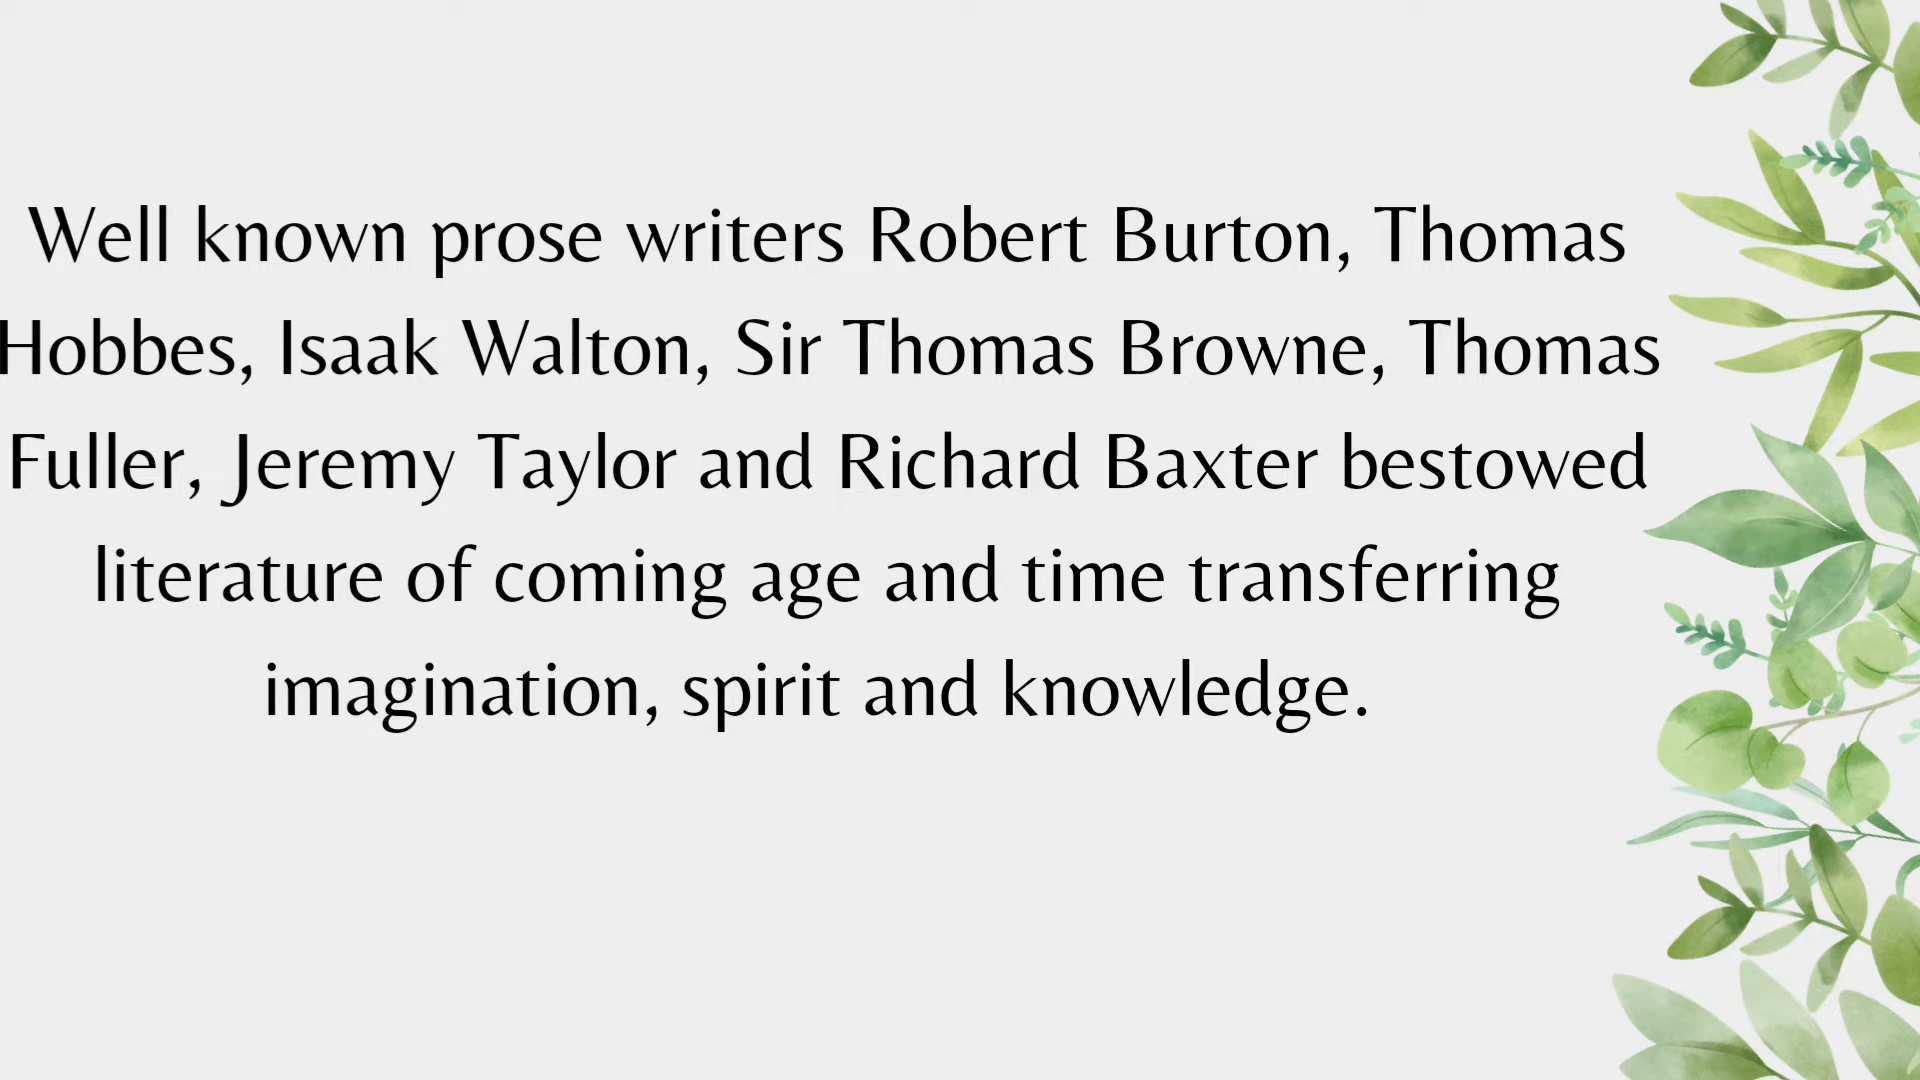 Well known prose writers Robert Burton, Thomas
Hobbes, Isaak Walton, Sir Thomas Browne, Thomas
Fuller, Jeremy Taylor and Richard Baxter bestowed
literature of coming age and time transferring
imagination, spirit and knowledge.